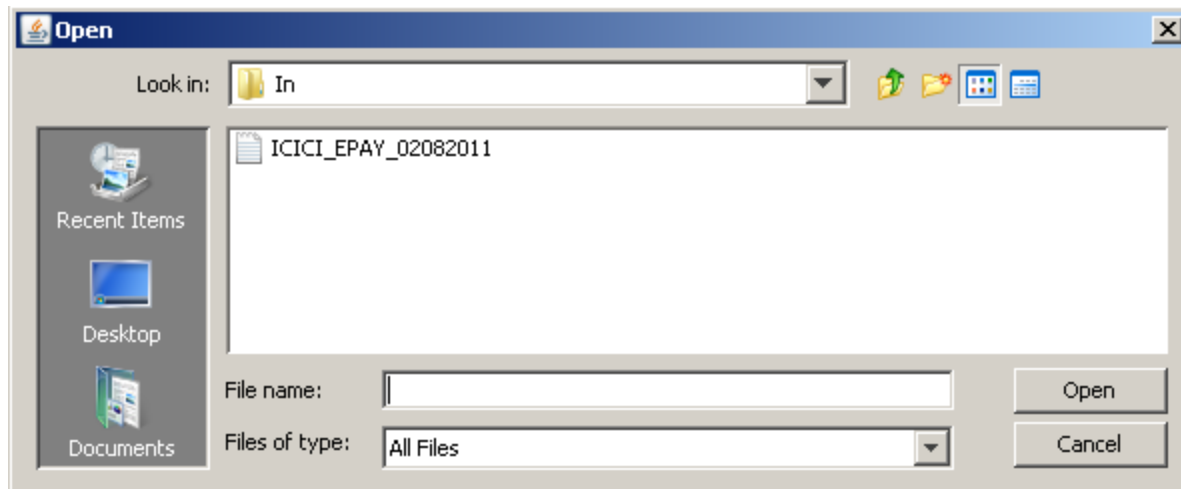 Open
Look in:
In
ICICI_EPAY_02082011
Recent Items
Desktop
Documents
File name:
Open
Files of type:
All Files
Cancel